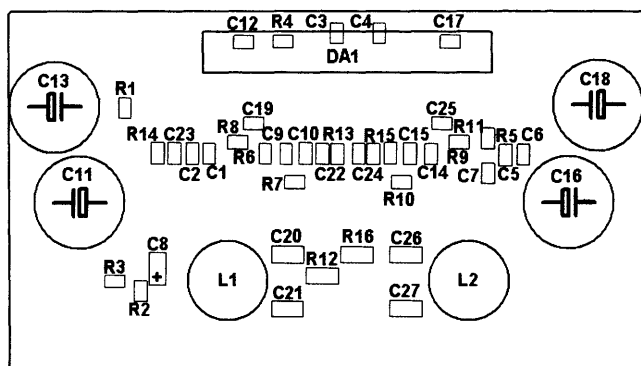 C12 R4 C3 C4 C17
DA1
C13 C18
R1
C19 C25
R14 C23 R8 C9 C10 R13 R15 C15 R11 R5 C6
R6 R9
C2 C1 C22 C24 C14 C7 C5
C11 R7 R10 C16
C8 C20 R16 C26
R3 R12
L1 L2
+
R2 C21 C27